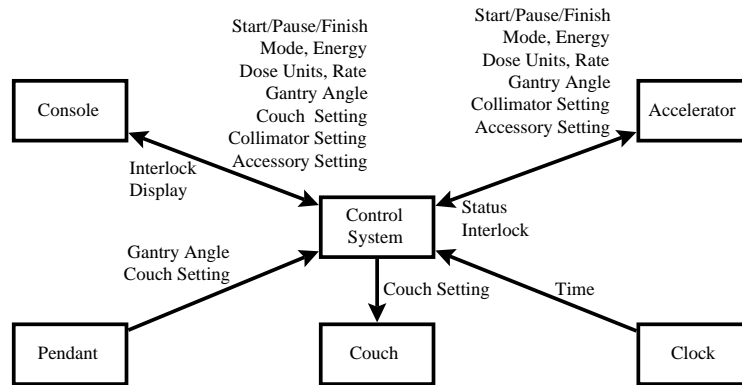 Start/Pause/Finish
Mode, Energy
Dose Units, Rate
Gantry Angle
Couch Setting
Collimator Setting
Accessory Setting
Start/Pause/Finish
Mode, Energy
Dose Units, Rate
Gantry Angle
Collimator Setting
Accessory Setting
Console
Accelerator
Interlock
Display
Control
System
Status
Interlock
Gantry Angle
Couch Setting
Couch Setting
Time
Pendant
Couch
Clock